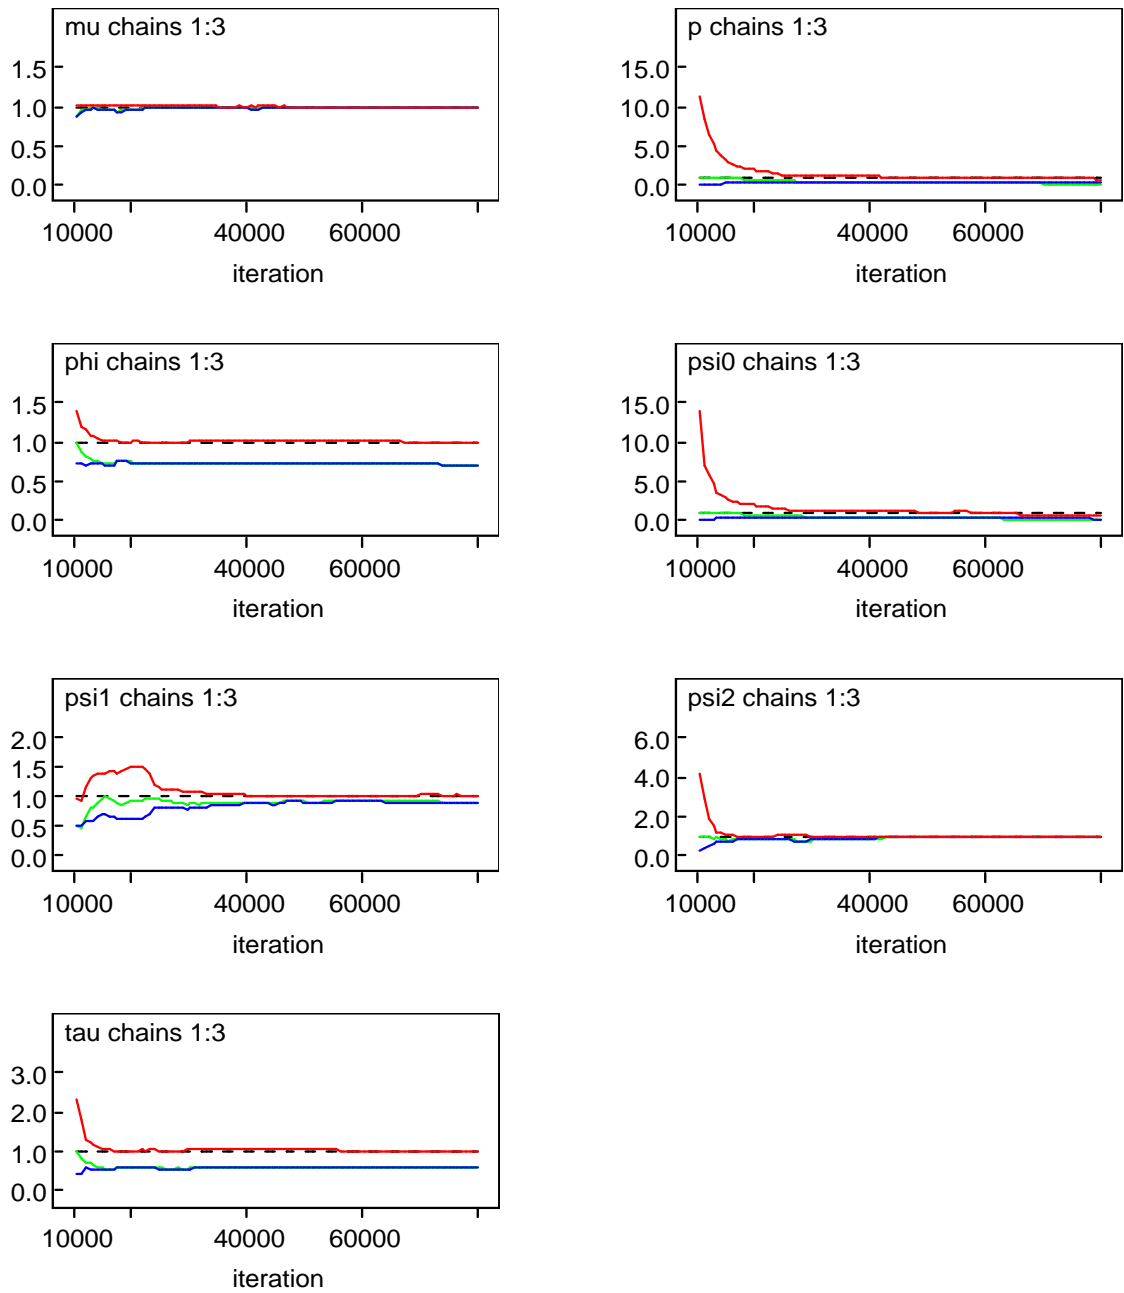 mu chains 1:3
1.5
1.0
0.5
0.0
10000 40000 60000
iteration
p chains 1:3
15.0
10.0
5.0
0.0
10000 40000 60000
iteration
phi chains 1:3
1.5
1.0
0.5
0.0
10000 40000 60000
iteration
psi0 chains 1:3
15.0
10.0
5.0
0.0
10000 40000 60000
iteration
psi1 chains 1:3
2.0
1.5
1.0
0.5
0.0
10000 40000 60000
iteration
psi2 chains 1:3
6.0
4.0
2.0
0.0
10000 40000 60000
iteration
tau chains 1:3
3.0
2.0
1.0
0.0
10000 40000 60000
iteration